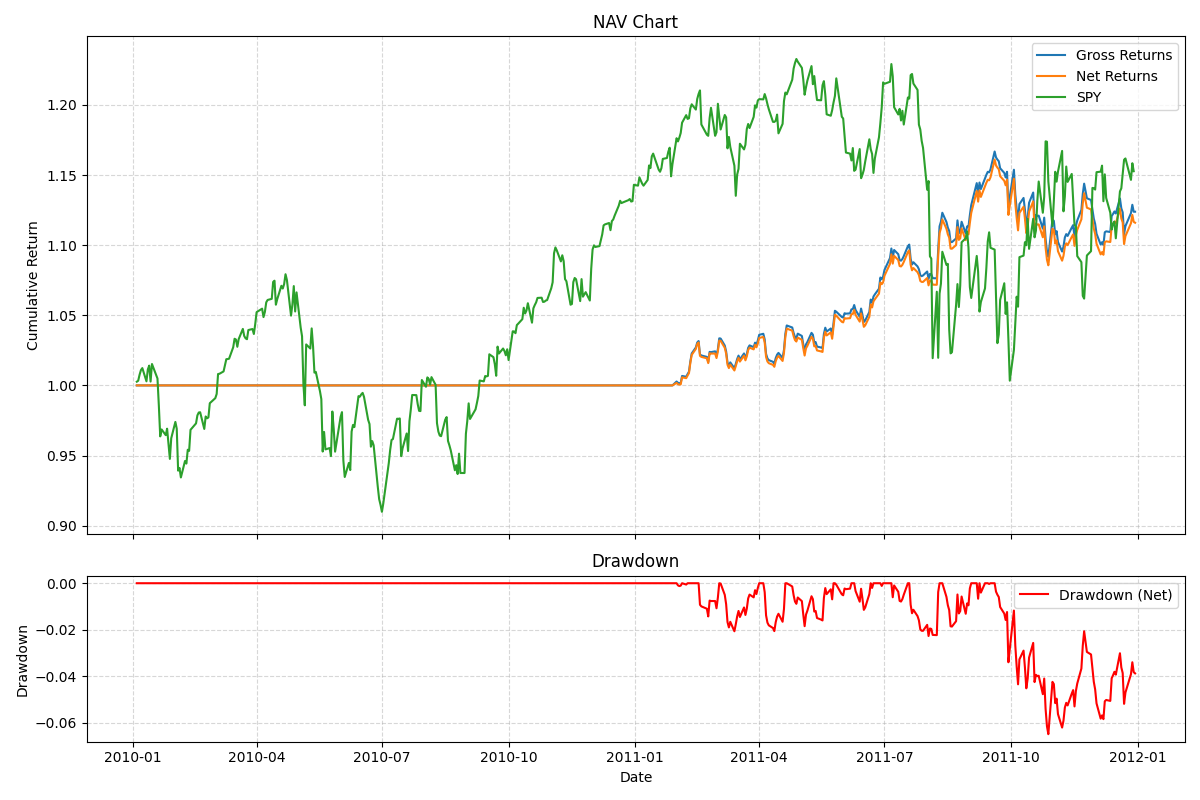 NAV Chart
Gross Returns
Net Returns
SPY
Cumulative Return
1.20
1.15
1.10
1.05
1.00
0.95
0.90
Drawdown
Drawdown (Net)
Drawdown
0.00
−0.02
−0.04
−0.06
2010-01
2010-04
2010-07
2010-10
2011-01
2011-04
2011-07
2011-10
2012-01
Date